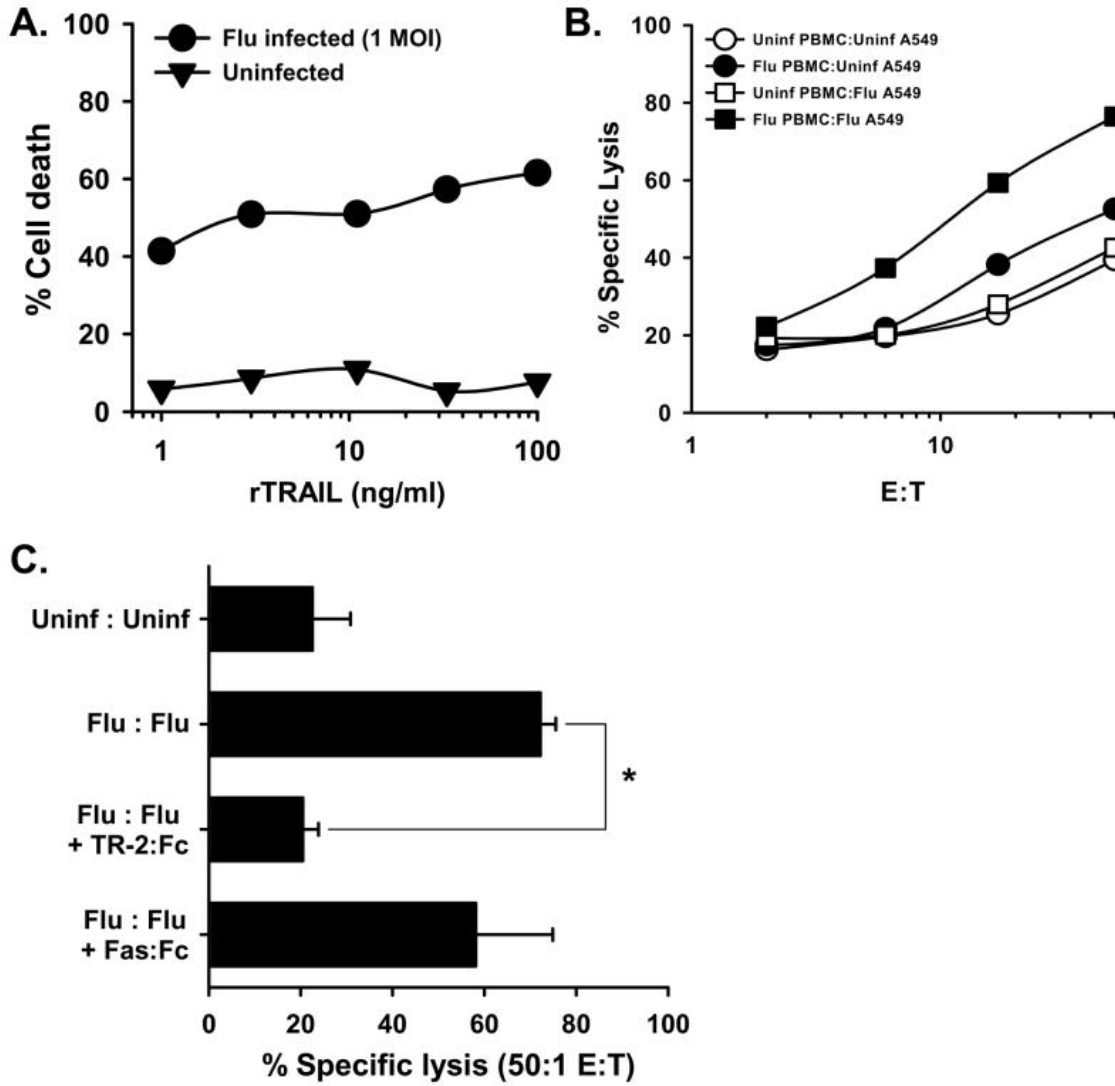 A.
Flu infected (1 MOI)
Uninfected
% Cell death
100
80
60
40
20
0
1
10
100
rTRAIL (ng/ml)
B.
Uninf PBMC:Uninf A549
Flu PBMC:Uninf A549
Uninf PBMC:Flu A549
Flu PBMC:Flu A549
% Specific Lysis
100
80
60
40
20
0
1
10
E:T
C.
Uninf : Uninf
Flu : Flu
Flu : Flu
+ TR-2:Fc
Flu : Flu
+ Fas:Fc
*
0
20
40
60
80
100
% Specific lysis (50:1 E:T)